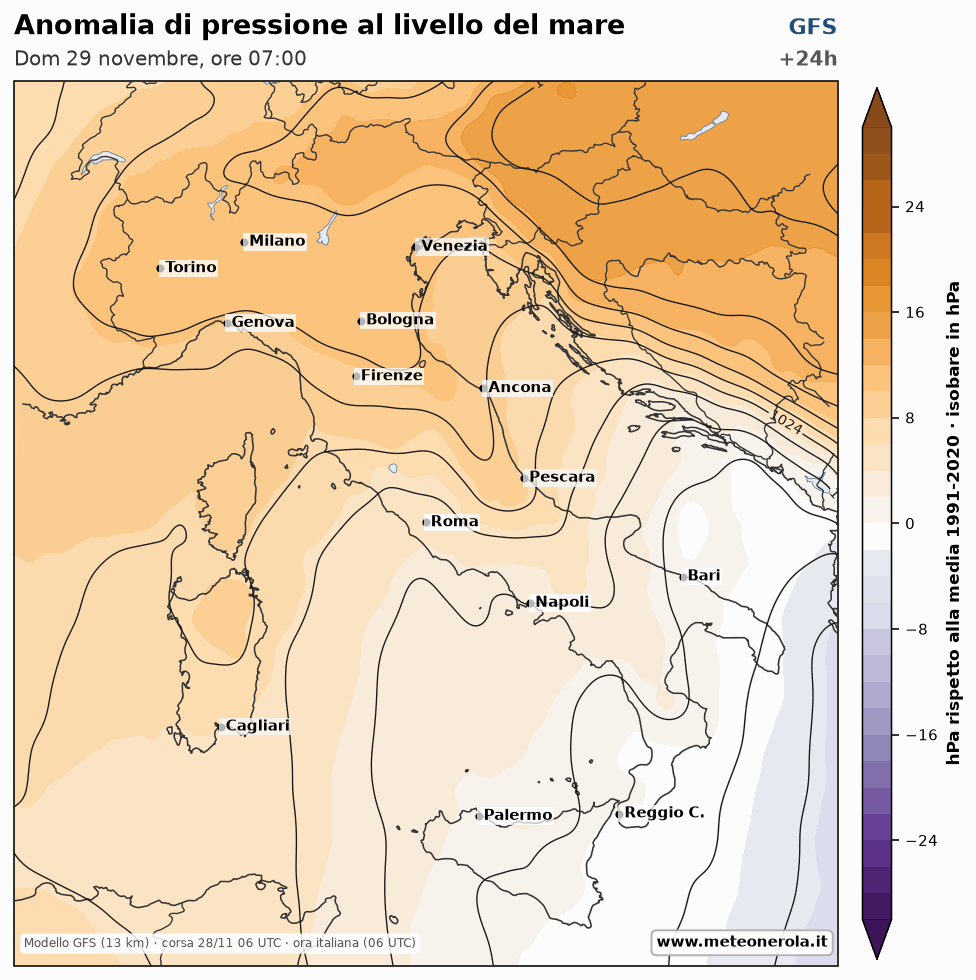 Anomalia di pressione al livello del mare
GFS
Dom 29 novembre, ore 07:00
+24h
Milano
Venezia
Torino
Genova
Bologna
Firenze
Ancona
1024
Pescara
Roma
Bari
Napoli
Cagliari
Palermo
Reggio C.
24
16
8
0
−8
−16
−24
hPa rispetto alla media 1991-2020 · isobare in hPa
Modello GFS (13 km) · corsa 28/11 06 UTC · ora italiana (06 UTC)
www.meteonerola.it